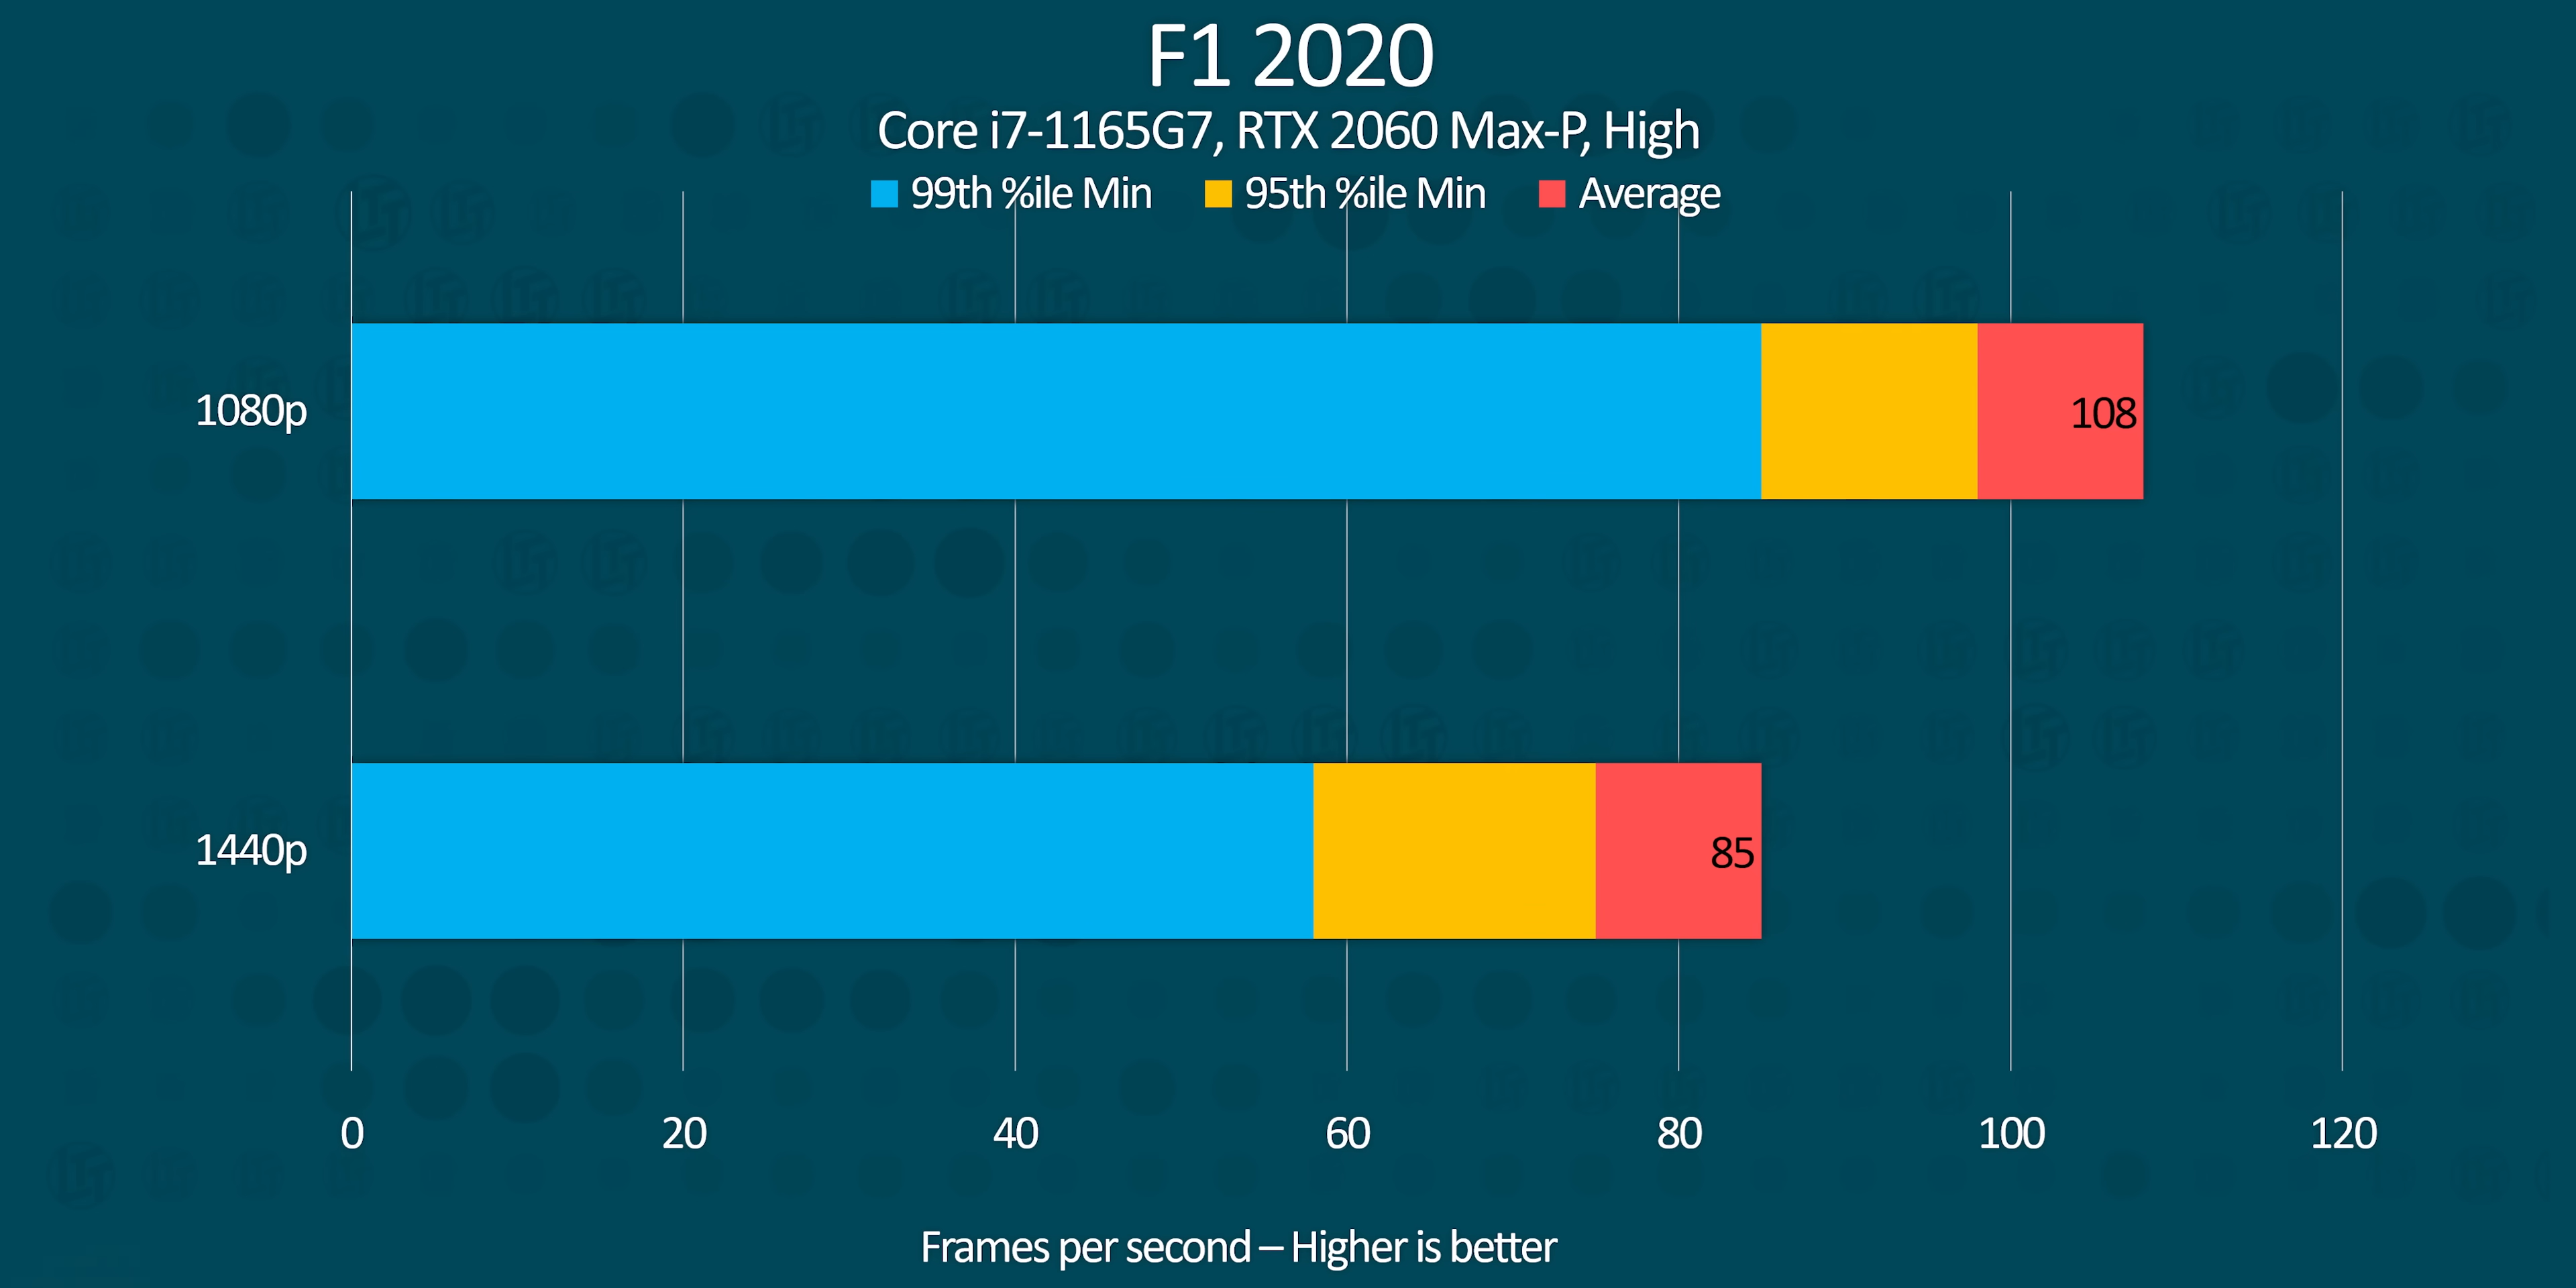 F1 2020
Core i7-1165G7, RTX 2060 Max-P, High
99th %ile Min 95th %ile Min Average
1080p 108
1440p 85
0 20 40 60 80 100 120
Frames per second – Higher is better